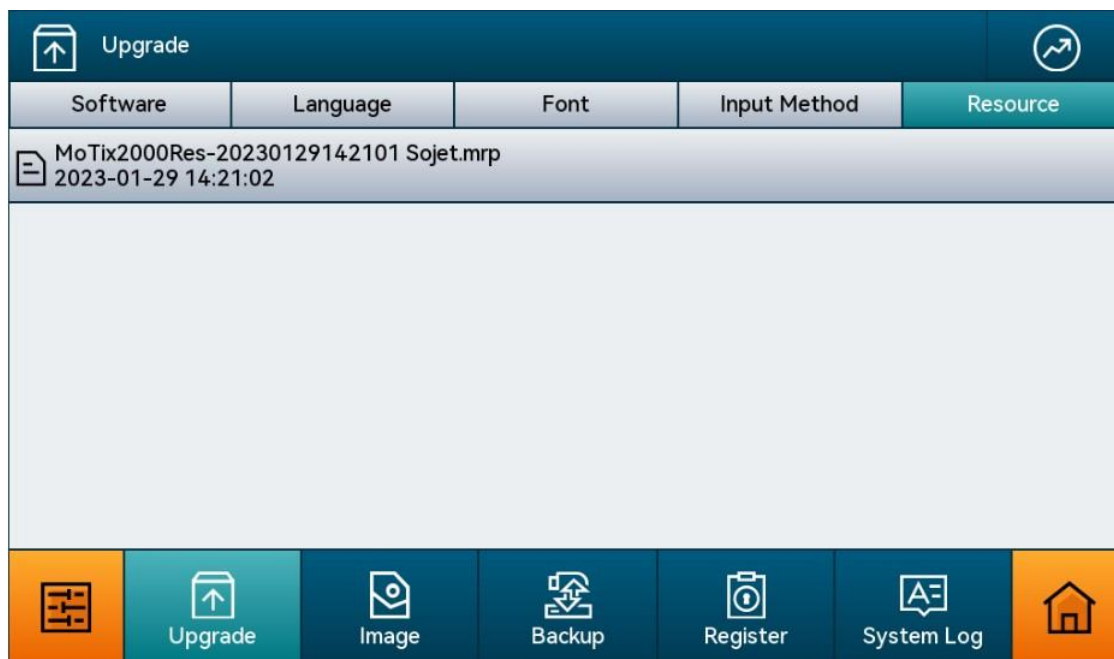 Upgrade
Software
Language
Font
Input Method
Resource
MoTix2000Res-20230129142101 Sojet.mrp
2023-01-29 14:21:02
Upgrade
Image
Backup
Register
System Log